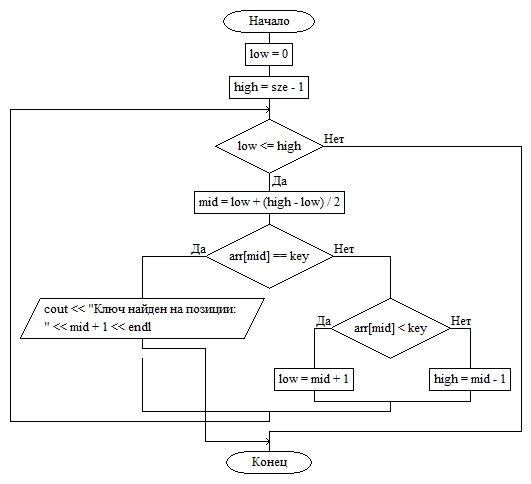 Начало
low = 0
high = sze - 1
low <= high
Нет
Да
mid = low + (high - low) / 2
Да
arr[mid] == key
Нет
cout << "Ключ найден на позиции:
" << mid + 1 << endl
Да
arr[mid] < key
Нет
low = mid + 1
high = mid - 1
Конец